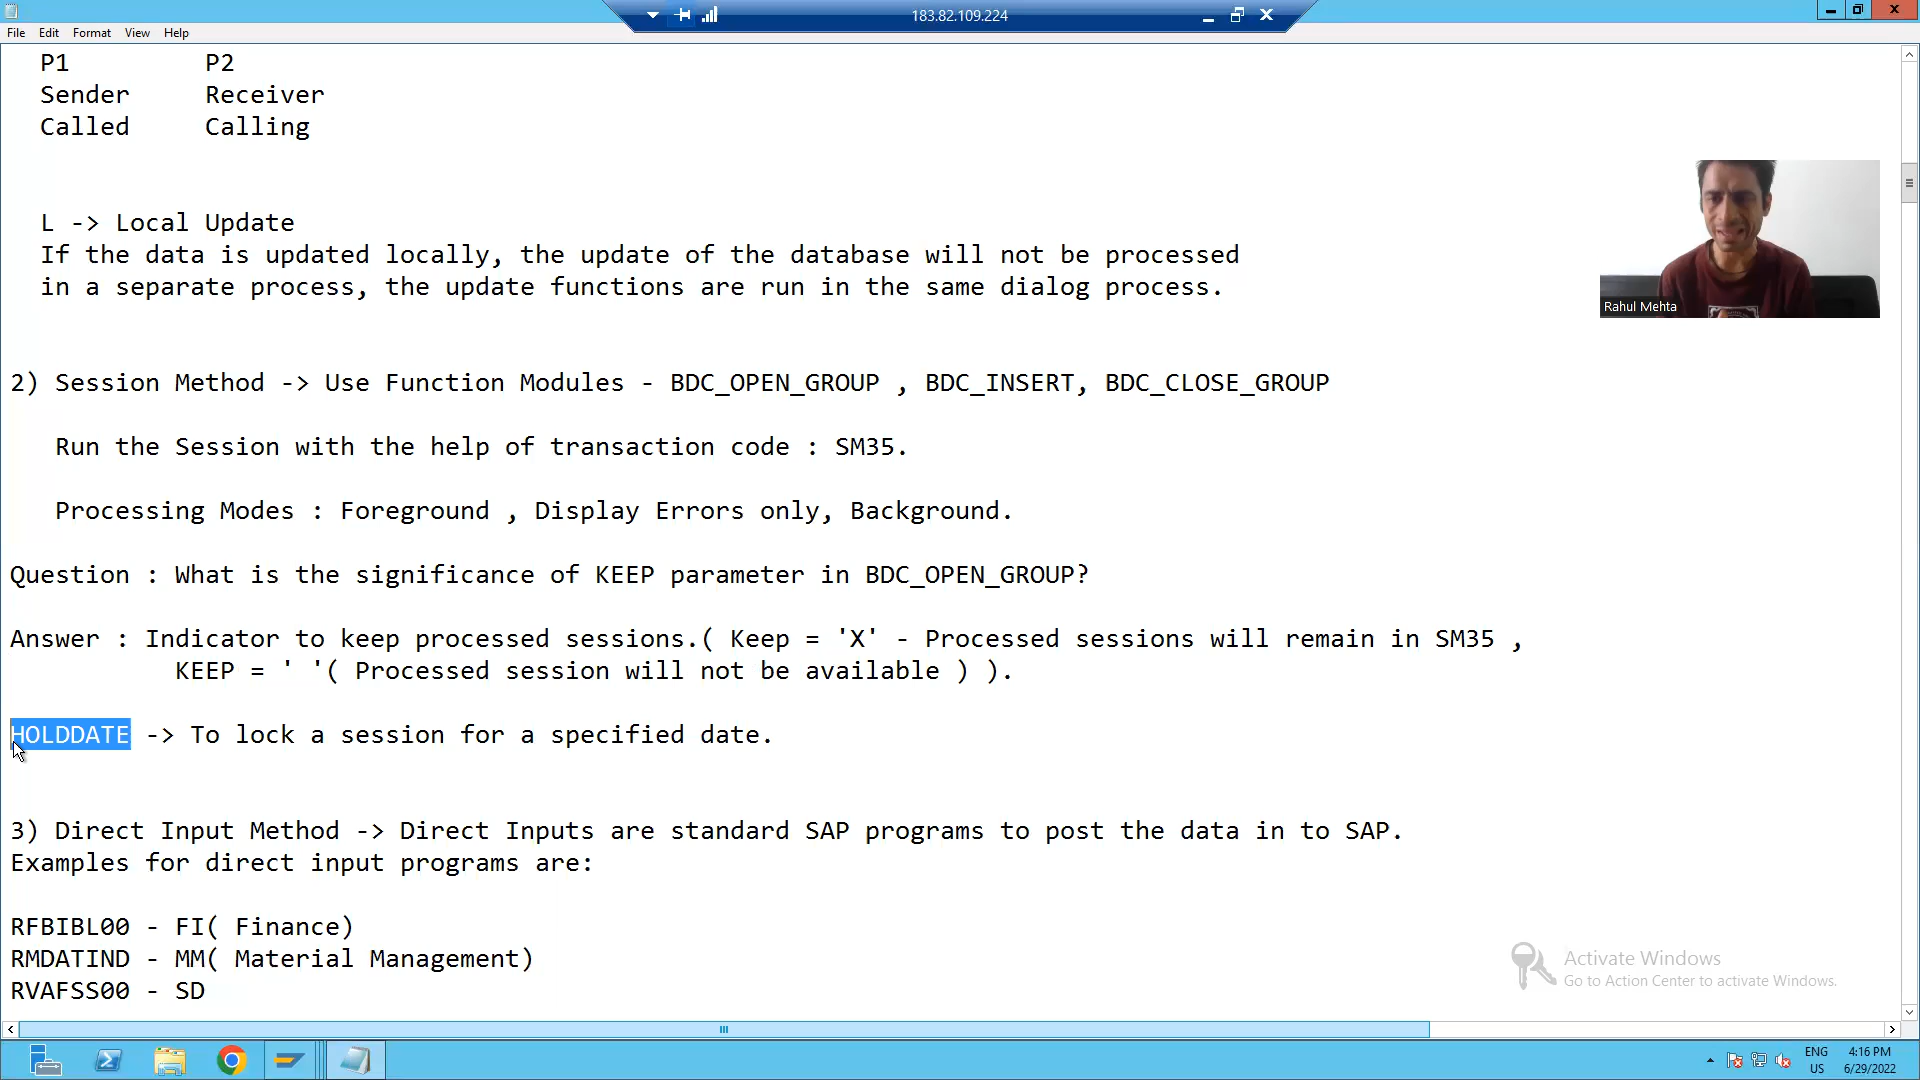 183.82.109.224
File Edit Format View Help
P1 P2
Sender Receiver
Called Calling
L -> Local Update
If the data is updated locally, the update of the database will not be processed
in a separate process, the update functions are run in the same dialog process.
Rahul Mehta
2) Session Method -> Use Function Modules - BDC_OPEN_GROUP , BDC_INSERT, BDC_CLOSE_GROUP
Run the Session with the help of transaction code : SM35.
Processing Modes : Foreground , Display Errors only, Background.
Question : What is the significance of KEEP parameter in BDC_OPEN_GROUP?
Answer : Indicator to keep processed sessions.( Keep = 'X' - Processed sessions will remain in SM35 ,
KEEP = ' '( Processed session will not be available ) ).
HOLDDATE -> To lock a session for a specified date.
3) Direct Input Method -> Direct Inputs are standard SAP programs to post the data in to SAP.
Examples for direct input programs are:
RFBIBL00 - FI( Finance)
RMDATIND - MM( Material Management)
RVAFSS00 - SD
Activate Windows
Go to Action Center to activate Windows.
ENG 4:16 PM
US 6/29/2022